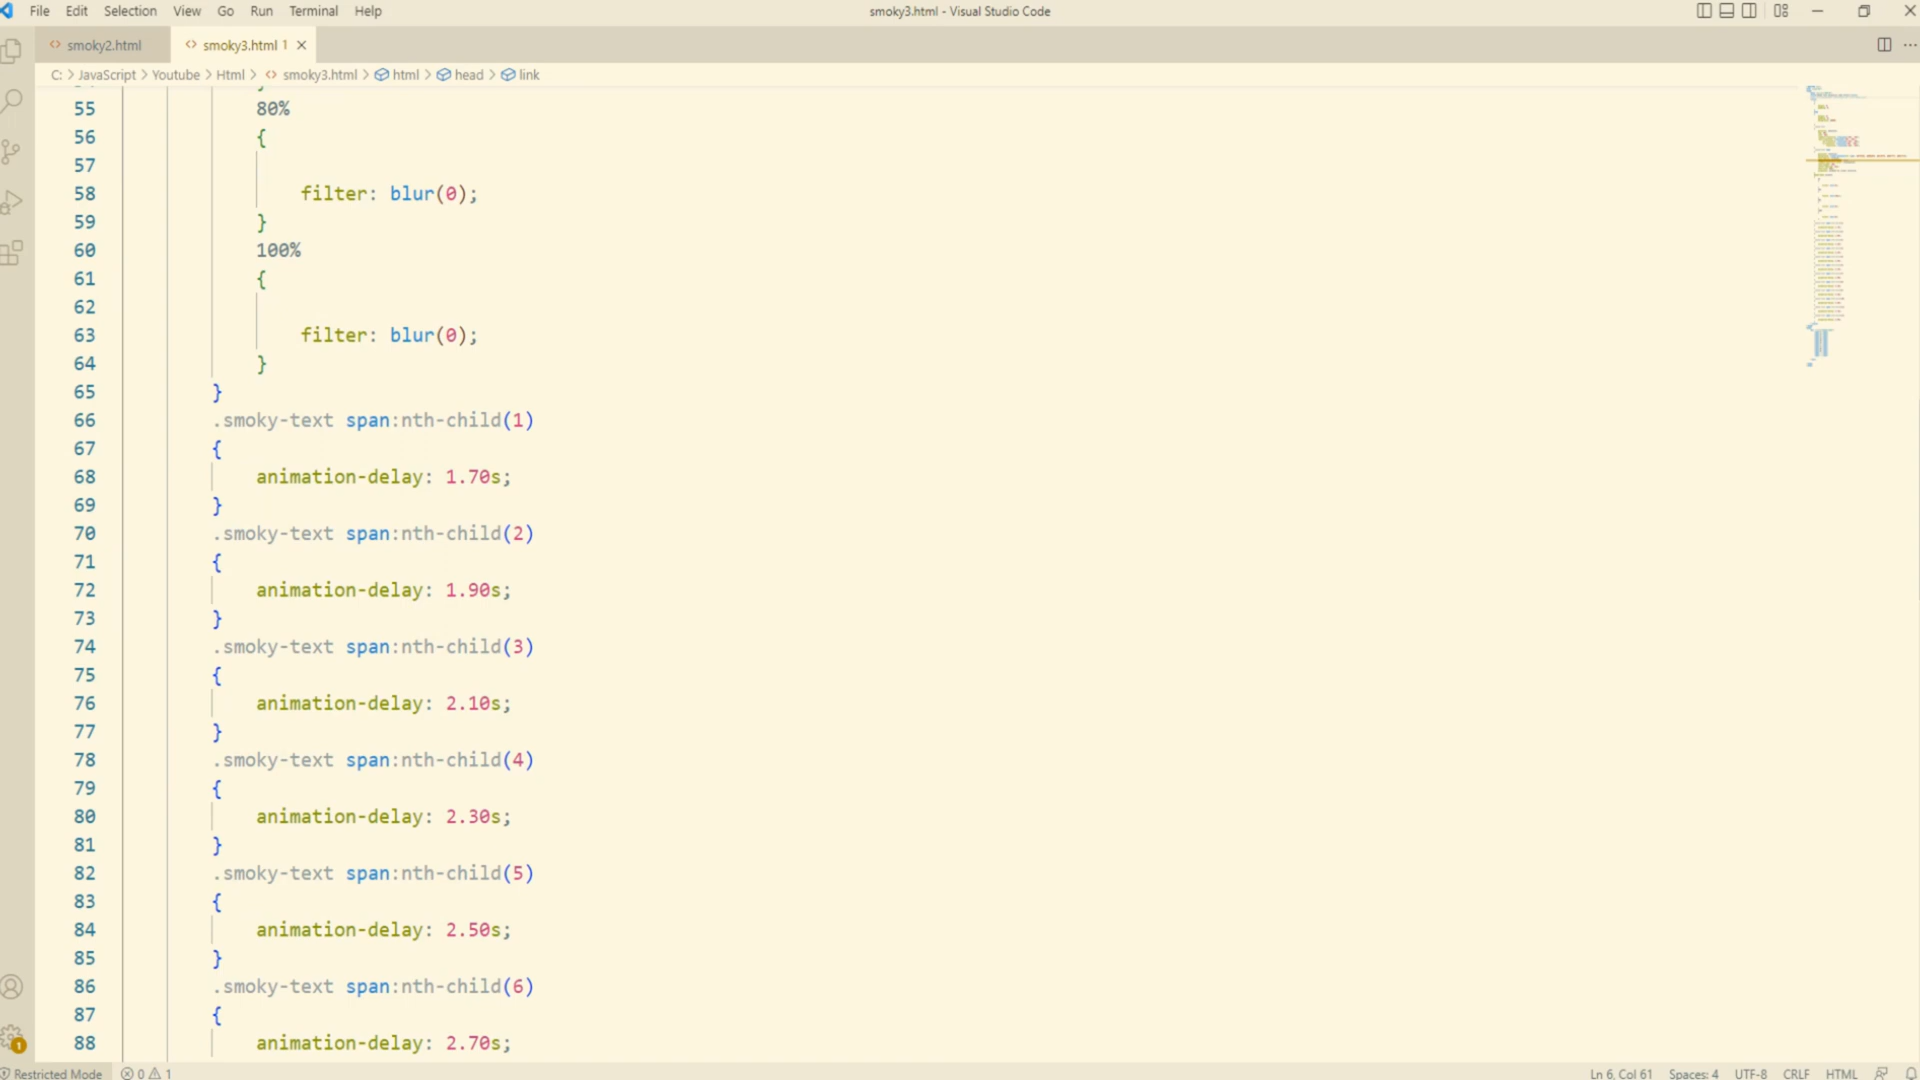 File Edit Selection View Go Run Terminal Help
smoky3.html - Visual Studio Code
smoky2.html
smoky3.html 1
C: > JavaScript > Youtube > Html > smoky3.html > html > head > link
55 80%
56 {
57
58 filter: blur(0);
59 }
60 100%
61 {
62
63 filter: blur(0);
64 }
65 }
66 .smoky-text span:nth-child(1)
67 {
68 animation-delay: 1.70s;
69 }
70 .smoky-text span:nth-child(2)
71 {
72 animation-delay: 1.90s;
73 }
74 .smoky-text span:nth-child(3)
75 {
76 animation-delay: 2.10s;
77 }
78 .smoky-text span:nth-child(4)
79 {
80 animation-delay: 2.30s;
81 }
82 .smoky-text span:nth-child(5)
83 {
84 animation-delay: 2.50s;
85 }
86 .smoky-text span:nth-child(6)
87 {
88 animation-delay: 2.70s;
1
Restricted Mode 0 1
Ln 6, Col 61 Spaces: 4 UTF-8 CRLF HTML